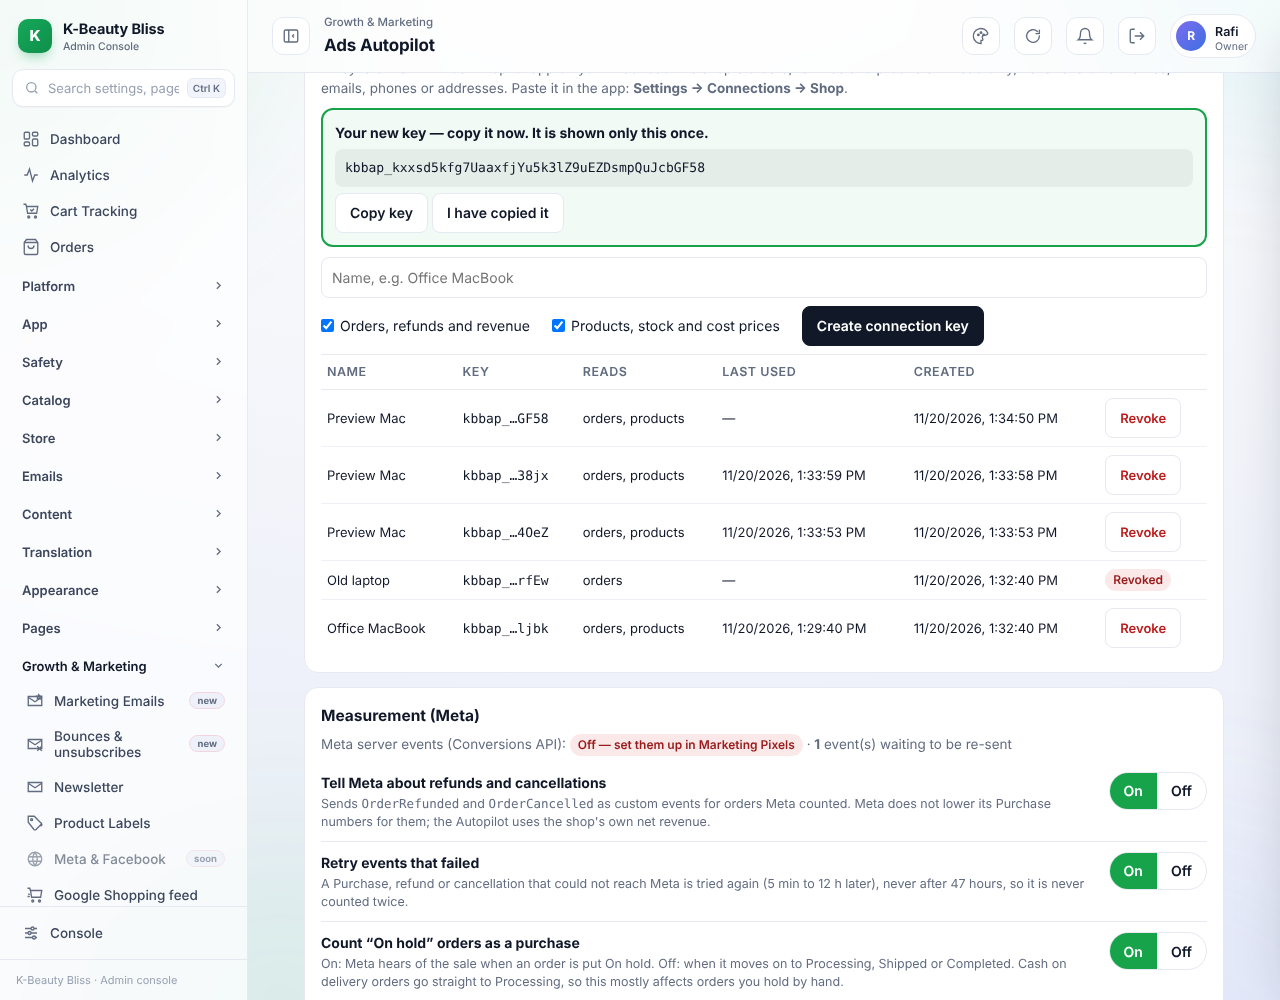 K
K-Beauty Bliss
Admin Console
Ctrl K
Dashboard
Analytics
Cart Tracking
Orders
Platform
App
Safety
Catalog
Store
Emails
Content
Translation
Appearance
Pages
Growth & Marketing
Marketing Emails new
Bounces &
unsubscribes new
Newsletter
Product Labels
Meta & Facebook soon
Google Shopping feed
Console
K-Beauty Bliss · Admin console
Growth & Marketing
Ads Autopilot
R
Rafi
Owner
Search settings, page
emails, phones or addresses. Paste it in the app: Settings → Connections → Shop.
Your new key — copy it now. It is shown only this once.
kbbap_kxxsd5kfg7UaaxfjYu5k3lZ9uEZDsmpQuJcbGF58
Copy key I have copied it
Name, e.g. Office MacBook
Orders, refunds and revenue Products, stock and cost prices Create connection key
NAME KEY READS LAST USED CREATED
Preview Mac kbbap_…GF58 orders, products — 11/20/2026, 1:34:50 PM Revoke
Preview Mac kbbap_…38jx orders, products 11/20/2026, 1:33:59 PM 11/20/2026, 1:33:58 PM Revoke
Preview Mac kbbap_…4OeZ orders, products 11/20/2026, 1:33:53 PM 11/20/2026, 1:33:53 PM Revoke
Old laptop kbbap_…rfEw orders — 11/20/2026, 1:32:40 PM Revoked
Office MacBook kbbap_…ljbk orders, products 11/20/2026, 1:29:40 PM 11/20/2026, 1:32:40 PM Revoke
Measurement (Meta)
Meta server events (Conversions API): Off — set them up in Marketing Pixels · 1 event(s) waiting to be re-sent
Tell Meta about refunds and cancellations
Sends OrderRefunded and OrderCancelled as custom events for orders Meta counted. Meta does not lower its Purchase
numbers for them; the Autopilot uses the shop's own net revenue.
On Off
Retry events that failed
A Purchase, refund or cancellation that could not reach Meta is tried again (5 min to 12 h later), never after 47 hours, so it is never
counted twice.
On Off
Count “On hold” orders as a purchase
On: Meta hears of the sale when an order is put On hold. Off: when it moves on to Processing, Shipped or Completed. Cash on
delivery orders go straight to Processing, so this mostly affects orders you hold by hand.
On Off